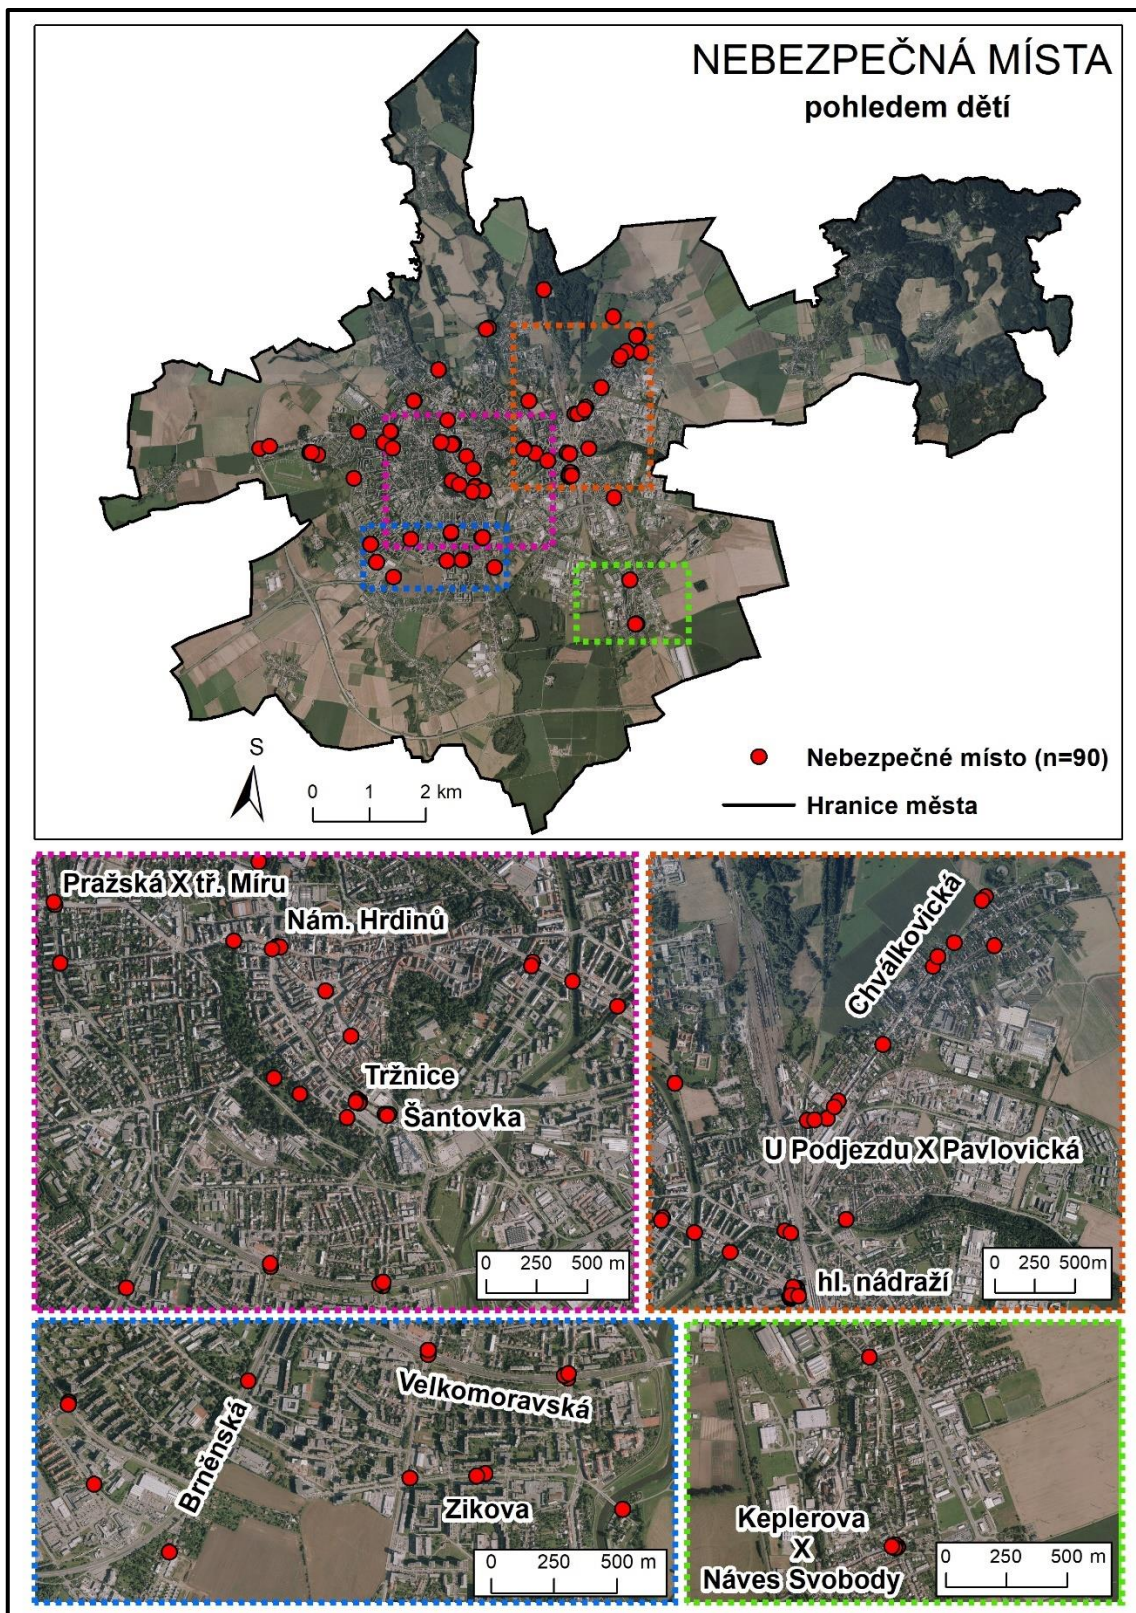 NEBEZPEČNÁ MÍSTA
pohledem dětí
S
0 1 2 km
Nebezpečné místo (n=90)
Hranice města
Pražská X tř. Míru
Nám. Hrdinů
Tržnice
Šantovka
0 250 500 m
Chválkovická
U Podjezdu X Pavlovická
hl. nádraží
0 250 500m
Velkomoravská
Brněnská
Zikova
0 250 500 m
Keplerova
X
Náves Svobody
0 250 500 m